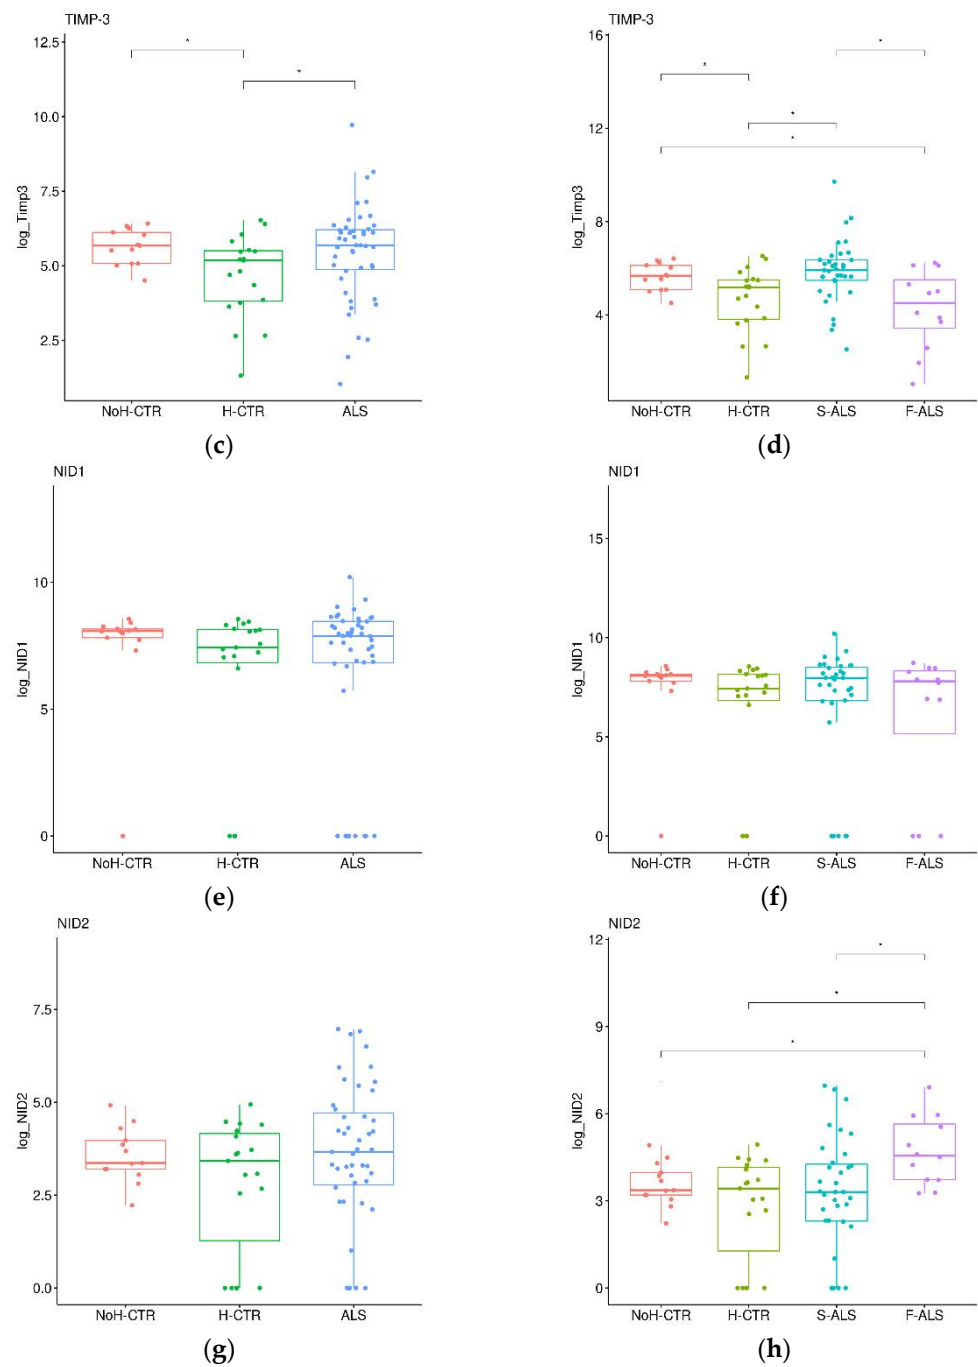 TIMP-3
12.5
10.0
7.5
5.0
2.5
log_Timp3
*
*
NoH-CTR H-CTR ALS
(c)
TIMP-3
16
12
8
4
log_Timp3
*
*
*
*
NoH-CTR H-CTR S-ALS F-ALS
(d)
NID1
10
5
0
log_NID1
NoH-CTR H-CTR ALS
(e)
NID1
15
10
5
0
log_NID1
NoH-CTR H-CTR S-ALS F-ALS
(f)
NID2
7.5
5.0
2.5
0.0
log_NID2
NoH-CTR H-CTR ALS
(g)
NID2
12
9
6
3
0
log_NID2
*
*
*
NoH-CTR H-CTR S-ALS F-ALS
(h)